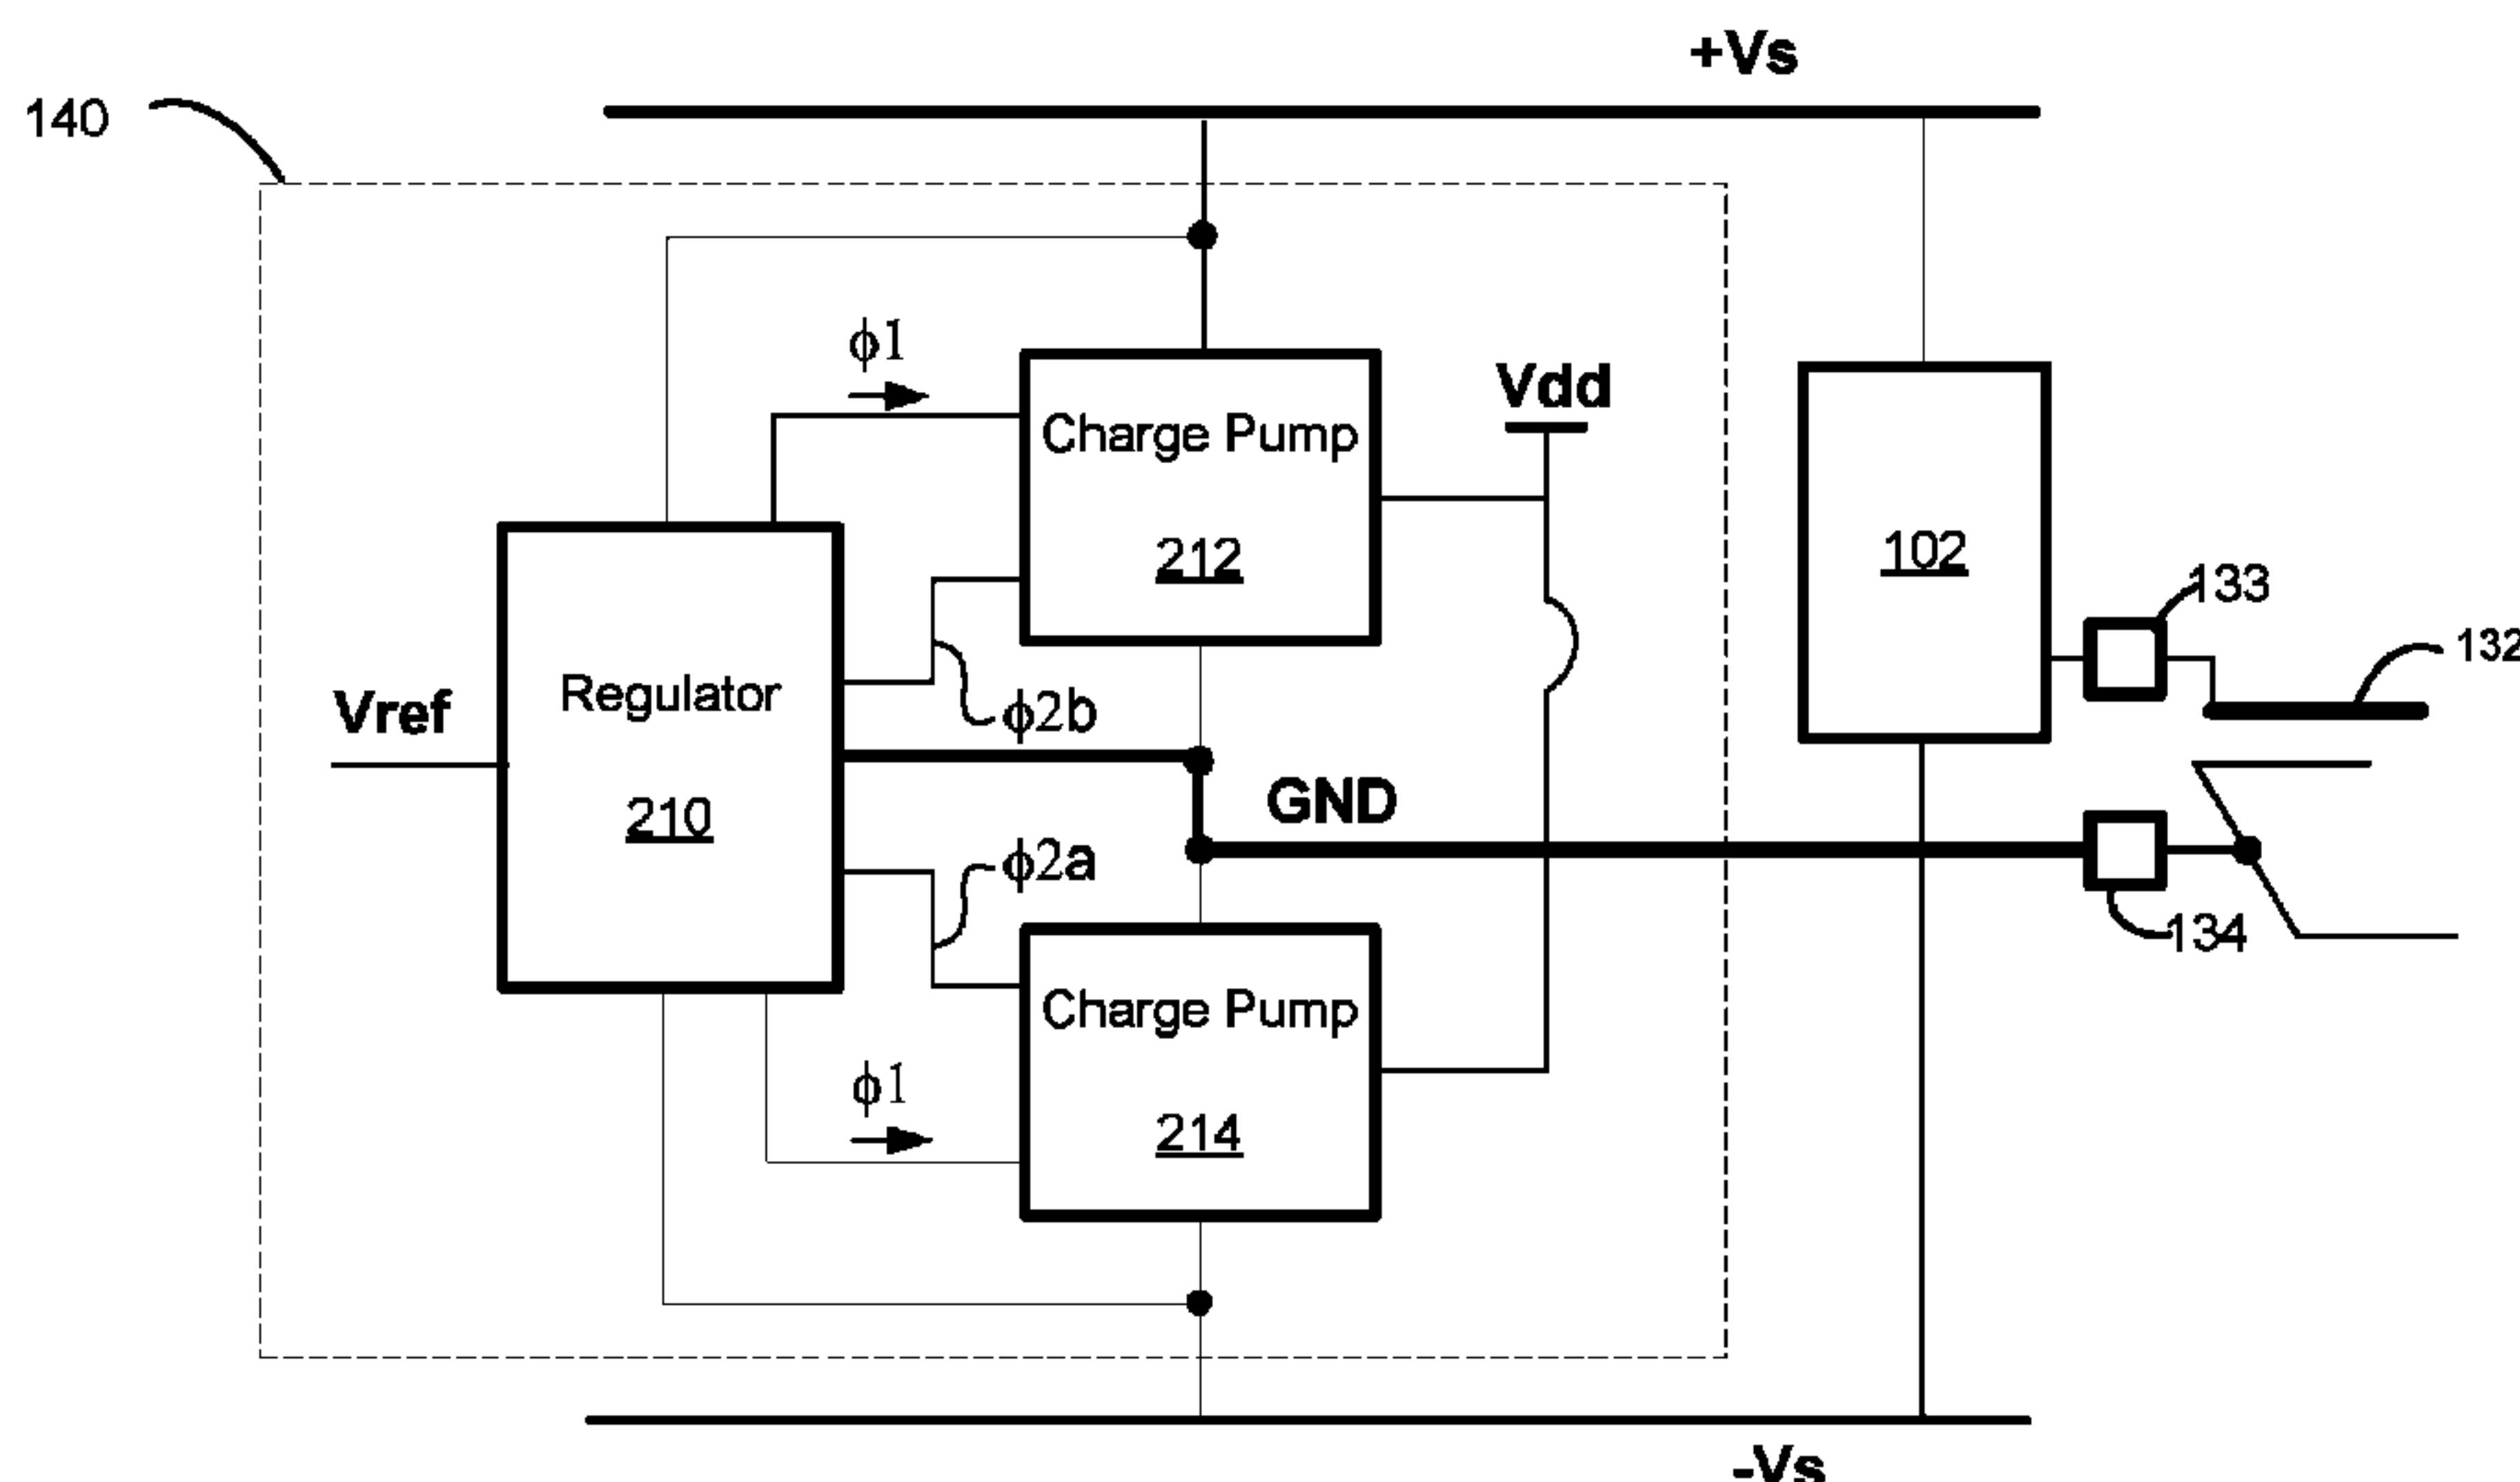 +Vs
140
ϕ1
Vdd
Charge Pump
212
102
133
132
Regulator
210
Vref
ϕ2b
GND
ϕ2a
134
Charge Pump
214
ϕ1
-Vs